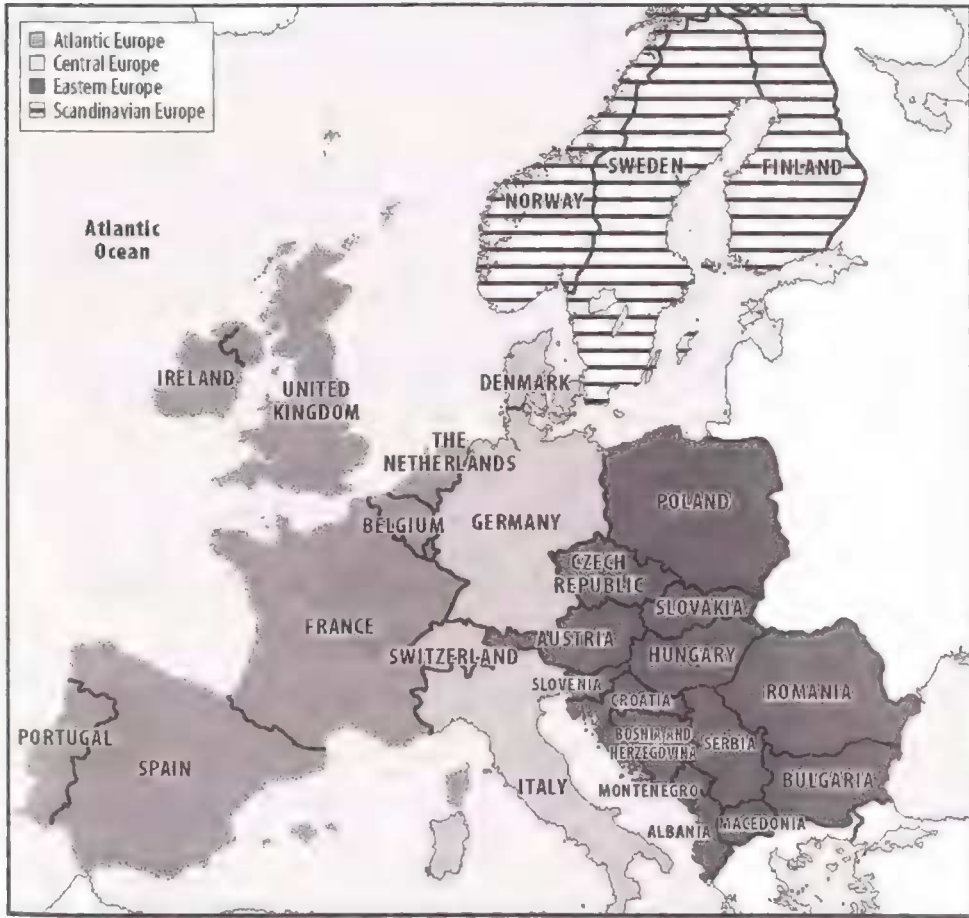 Atlantic Europe
Central Europe
Eastern Europe
Scandinavian Europe
SWEDEN
FINLAND
NORWAY
Atlantic
Ocean
IRELAND
UNITED
KINGDOM
DENMARK
THE
NETHERLANDS
POLAND
BELGIUM
GERMANY
CZECH
REPUBLIC
SLOVAKIA
FRANCE
AUSTRIA
SWITZERLAND
HUNGARY
SLOVENIA
ROMANIA
CROATIA
PORTUGAL
BOSNIA AND
HERZEGOVINA
SERBIA
SPAIN
ITALY
MONTENEGRO
BULGARIA
ALBANIA
MACEDONIA